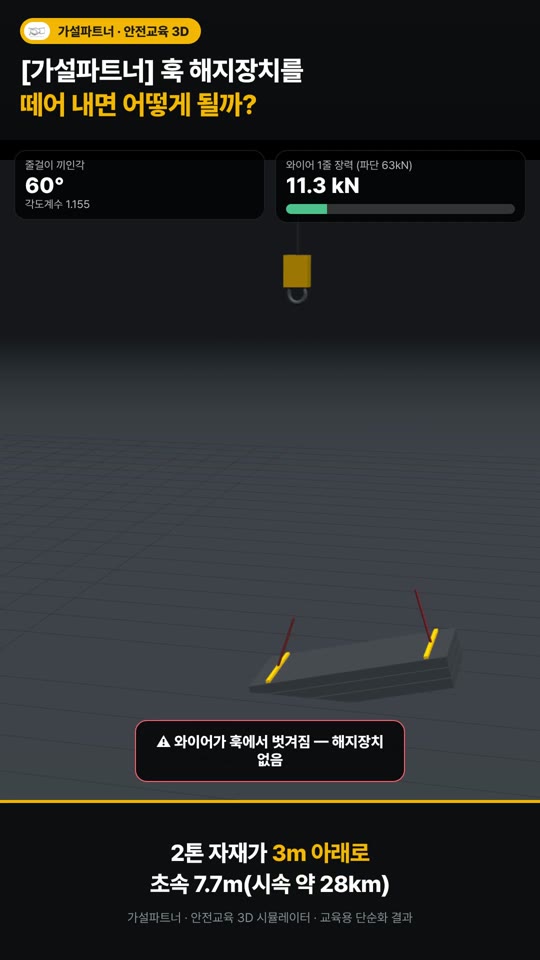 가설파트너 · 안전교육 3D
[가설파트너] 훅 해지장치를
떼어 내면 어떻게 될까?
줄걸이 끼인각
60°
각도계수 1.155
와이어 1줄 장력 (파단 63kN)
11.3 kN
⚠ 와이어가 훅에서 벗겨짐 — 해지장치
없음
2톤 자재가 3m 아래로
초속 7.7m(시속 약 28km)
가설파트너 · 안전교육 3D 시뮬레이터 · 교육용 단순화 결과